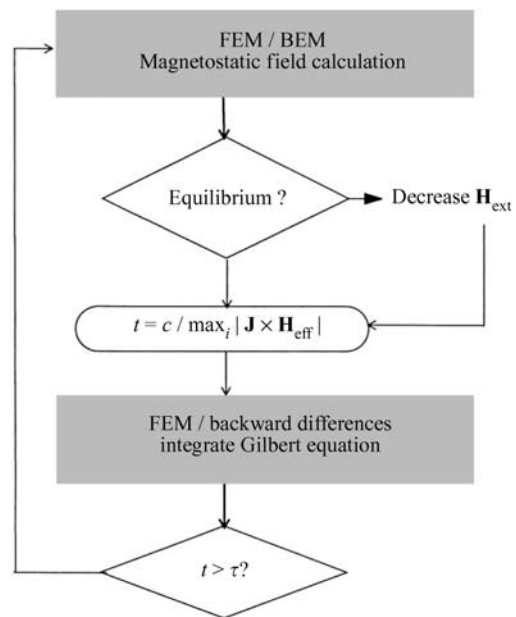 FEM / BEM
Magnetostatic field calculation
Equilibrium ?
Decrease H_ext
t = c / max_i | J × H_eff |
FEM / backward differences
integrate Gilbert equation
t > τ?